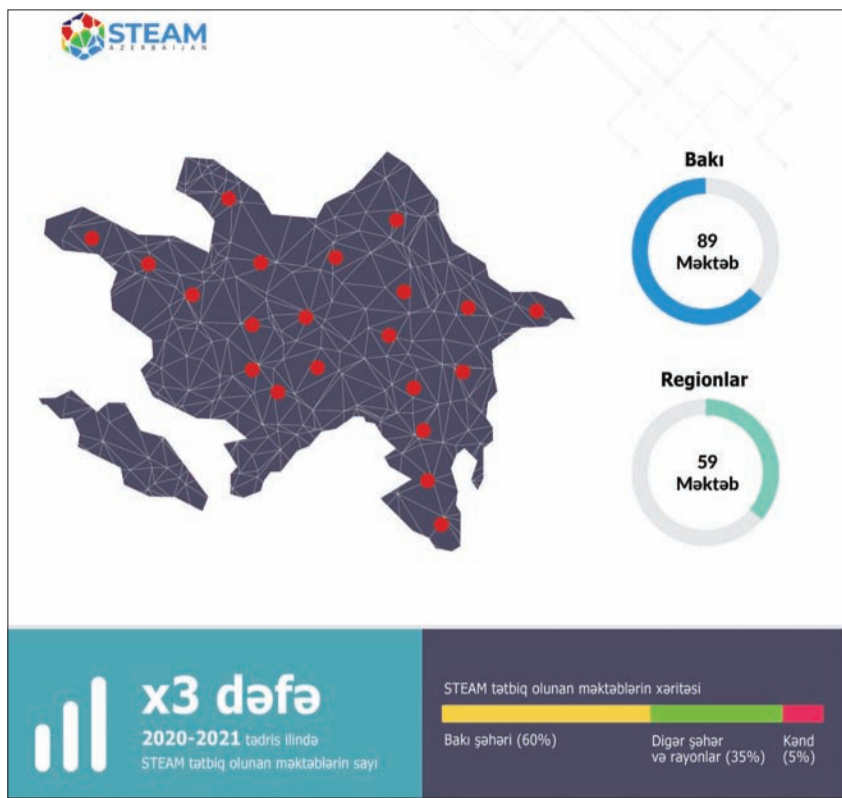 STEAM
AZERBAIJAN
Bakı
89
Məktəb
Regionlar
59
Məktəb
x3 dəfə
2020-2021 tədris ilində
STEAM tətbiq olunan məktəblərin sayı
STEAM tətbiq olunan məktəblərin xəritəsi
Bakı şəhəri (60%)
Digər şəhər
və rayonlar (35%)
Kənd
(5%)